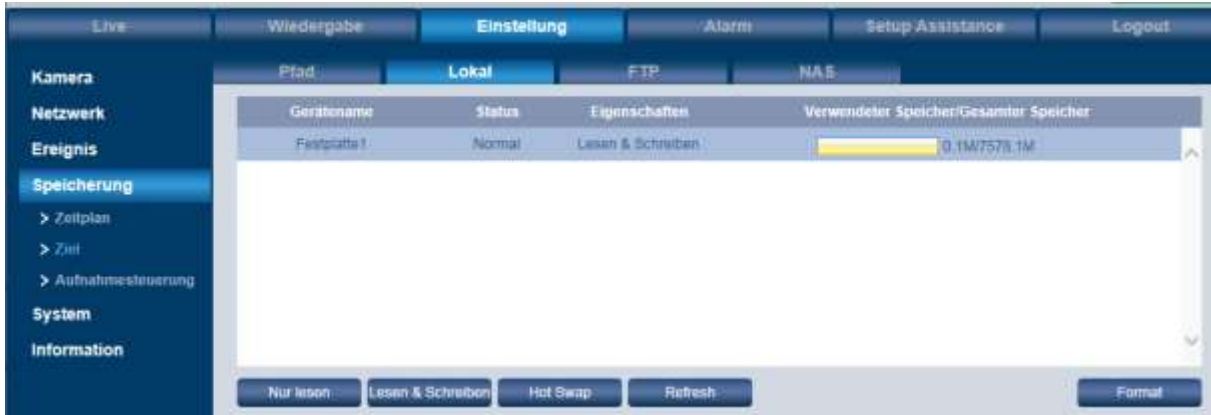 Live Wiedergabe Einstellung Alarm Setup Assistance Logout
Pfad Lokal FTP NAS
Kamera
Netzwerk
Ereignis
Speicherung
> Zeitplan
> Ziel
> Aufnahmesteuerung
System
Information
Gerätename Status Eigenschaften Verwendeter Speicher/Gesamter Speicher
Festplatte1 Normal Lesen & Schreiben 0.1M/7578.1M
Nur lesen Lesen & Schreiben Hot Swap Refresh Format